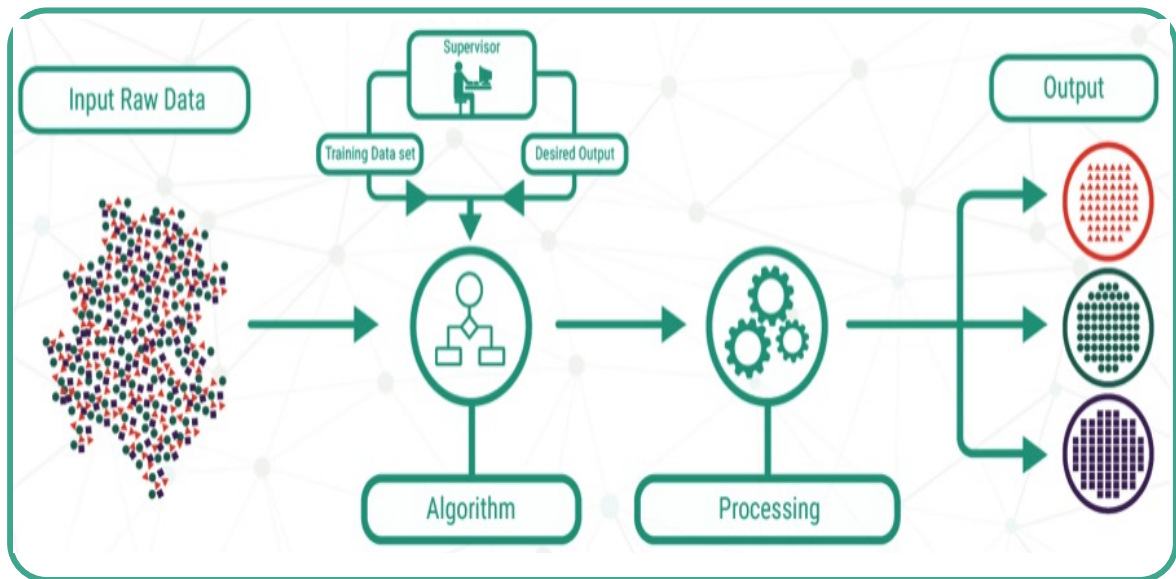 Supervisor
Input Raw Data
Output
Training Data set
Desired Output
Algorithm
Processing